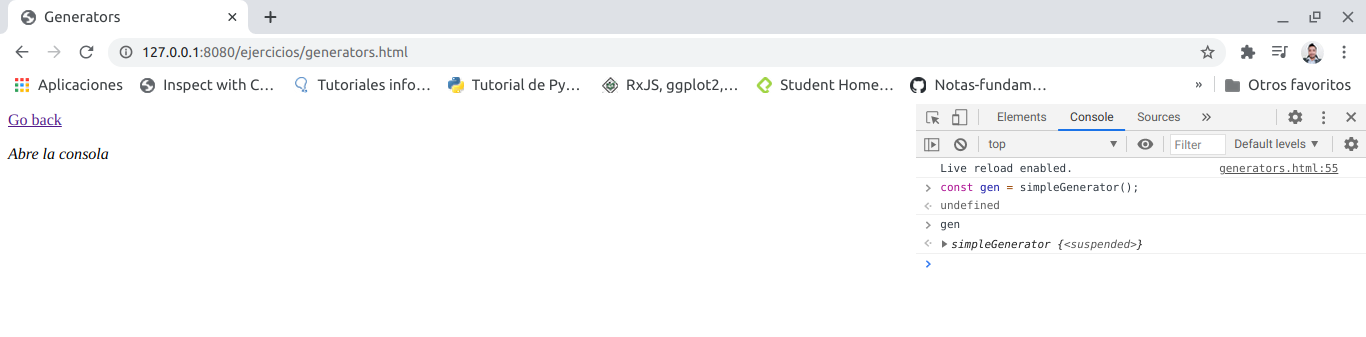 Generators
127.0.0.1:8080/ejercicios/generators.html
Aplicaciones Inspect with C… Tutoriales info… Tutorial de Py… RxJS, ggplot2,… Student Home… Notas-fundam… » Otros favoritos
Go back
Abre la consola
Elements Console Sources »
top Filter Default levels ▼
Live reload enabled. generators.html:55
const gen = simpleGenerator();
undefined
gen
simpleGenerator {<suspended>}